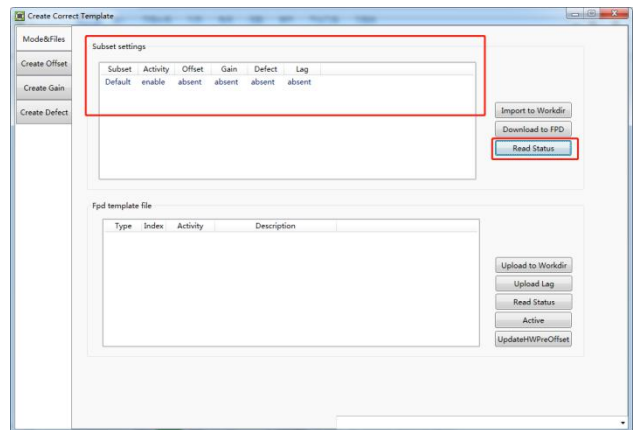 Create Correct Template
Mode&Files
Create Offset
Create Gain
Create Defect
Subset settings
Subset Activity Offset Gain Defect Lag
Default enable absent absent absent absent
Import to Workdir
Download to FPD
Read Status
Fpd template file
Type Index Activity Description
Upload to Workdir
Upload Lag
Read Status
Active
UpdateHWPreOffset